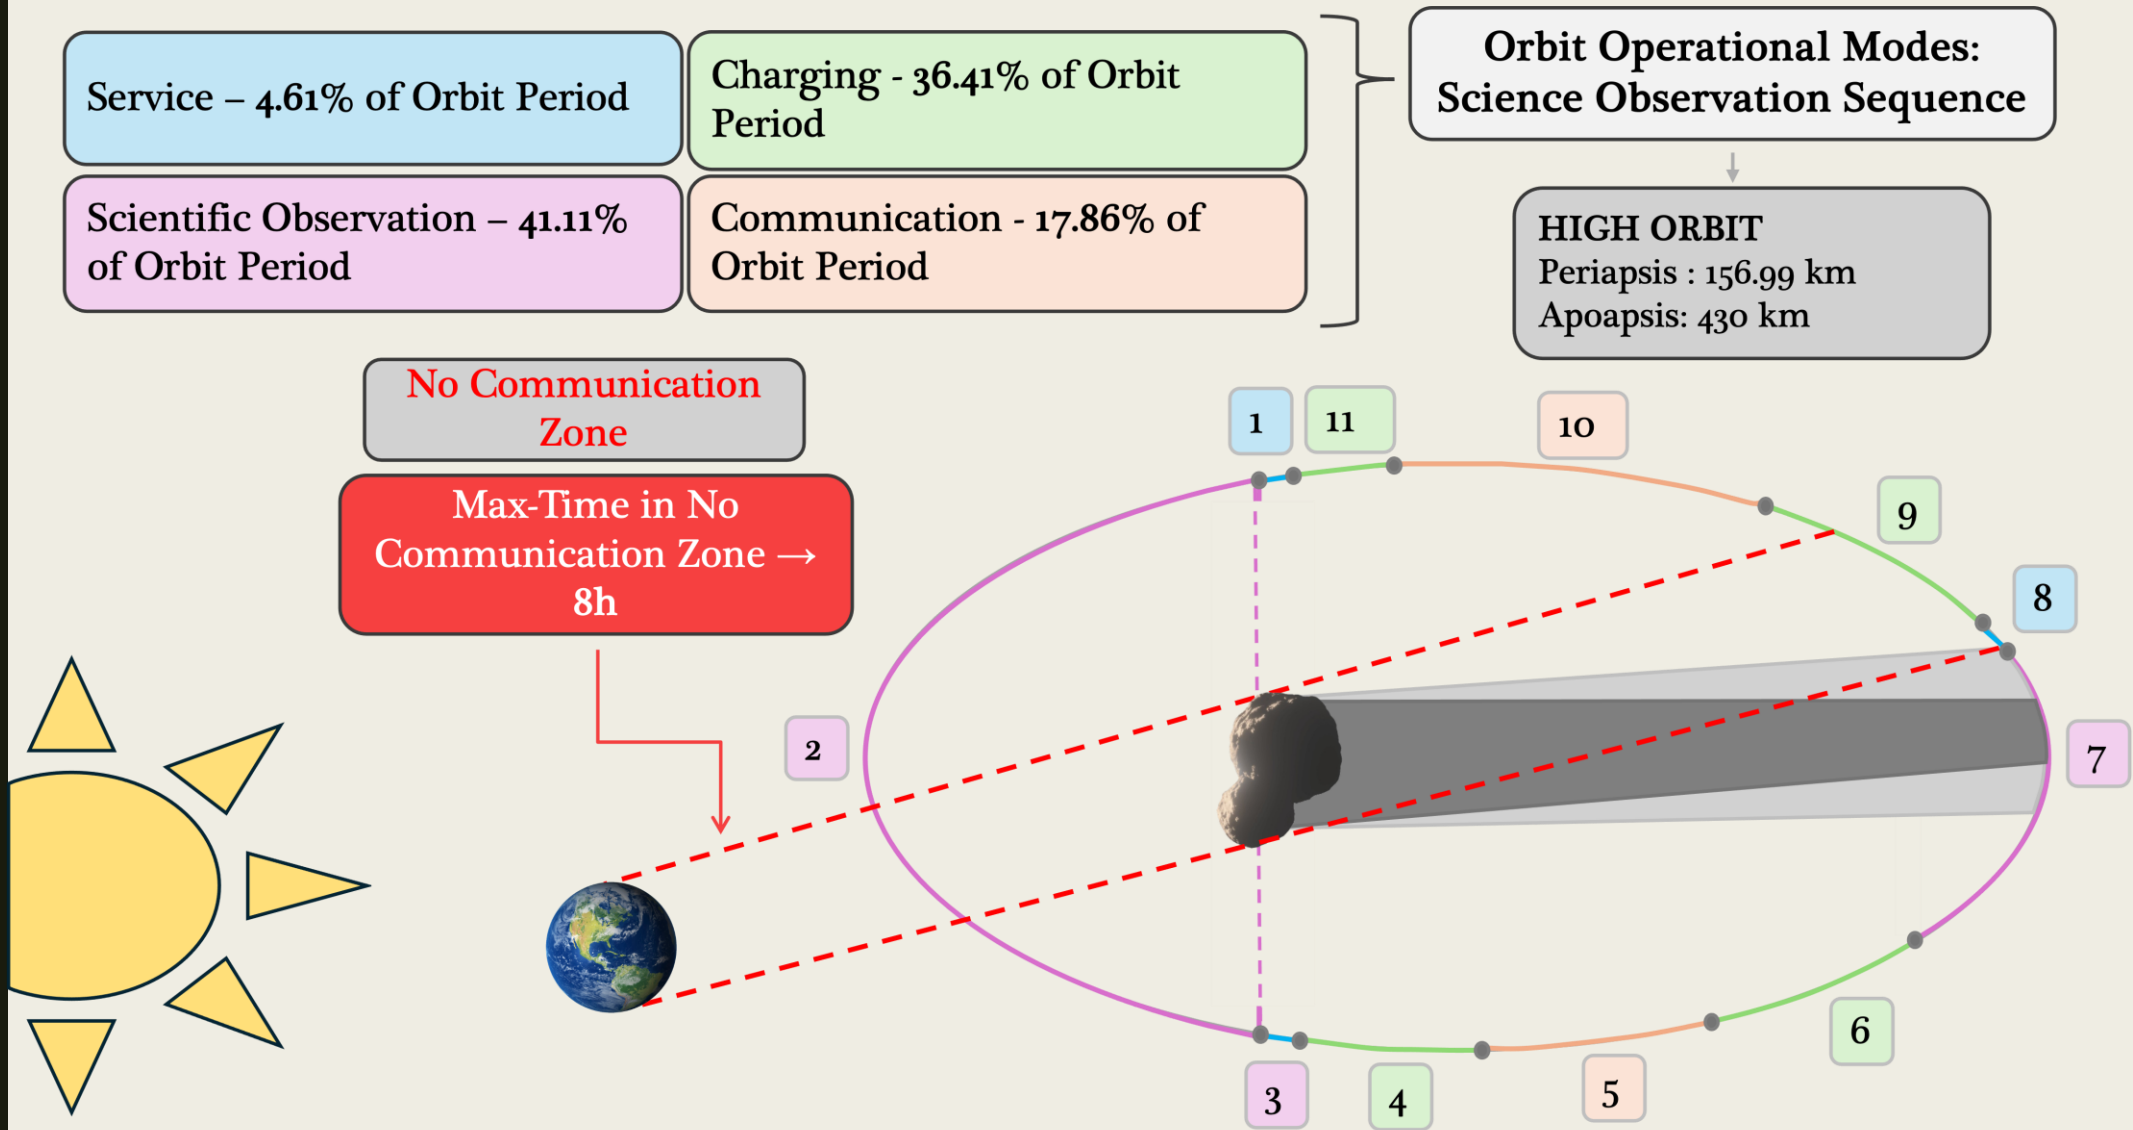 Service – 4.61% of Orbit Period
Charging - 36.41% of Orbit
Period
Scientific Observation – 41.11%
of Orbit Period
Communication - 17.86% of
Orbit Period
Orbit Operational Modes:
Science Observation Sequence
HIGH ORBIT
Periapsis : 156.99 km
Apoapsis: 430 km
No Communication
Zone
Max-Time in No
Communication Zone →
8h
1
11
10
9
8
2
7
6
3
4
5